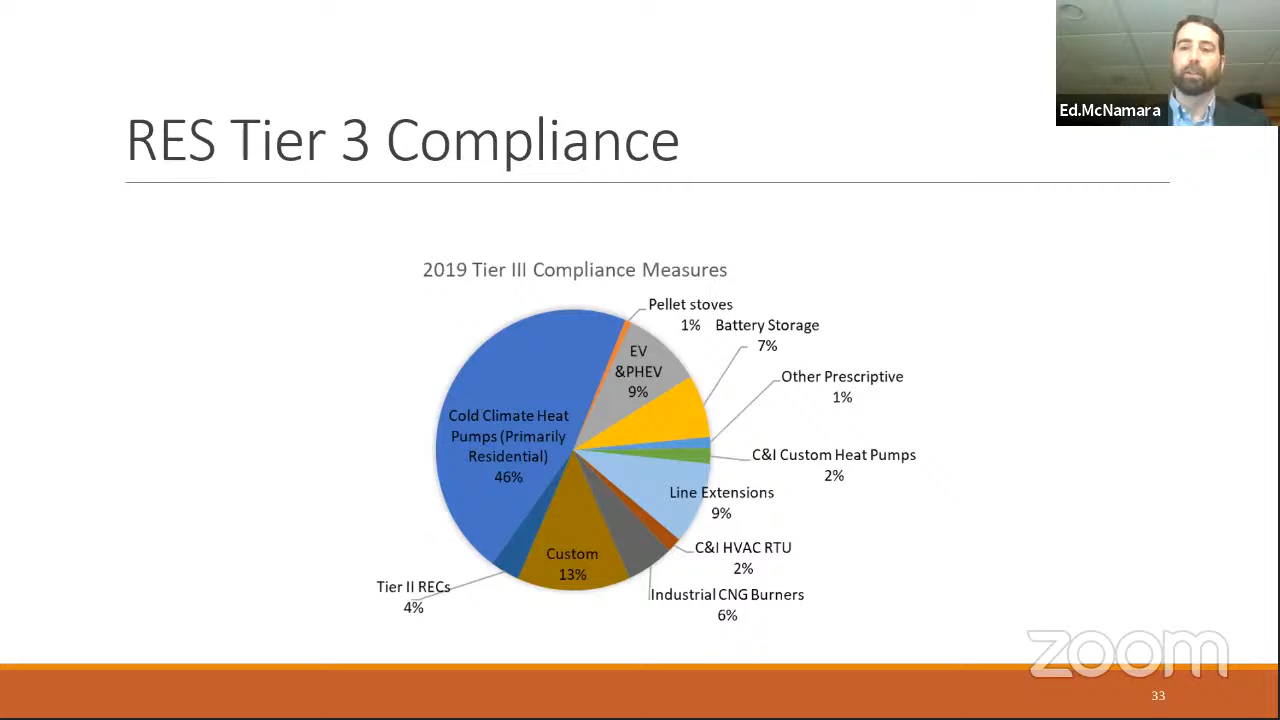 Ed.McNamara
RES Tier 3 Compliance
2019 Tier III Compliance Measures
Pellet stoves
1%
Battery Storage
7%
EV
&PHEV
9%
Other Prescriptive
1%
Cold Climate Heat
Pumps (Primarily
Residential)
46%
C&I Custom Heat Pumps
2%
Line Extensions
9%
C&I HVAC RTU
2%
Custom
13%
Industrial CNG Burners
6%
Tier II RECs
4%
zoom
33